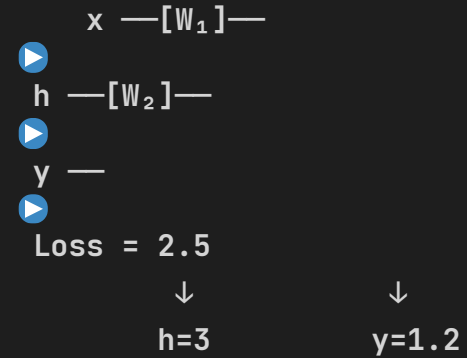 x ──[W₁]──
▶
h ──[W₂]──
▶
y ──
▶
Loss = 2.5
↓ ↓
h=3 y=1.2